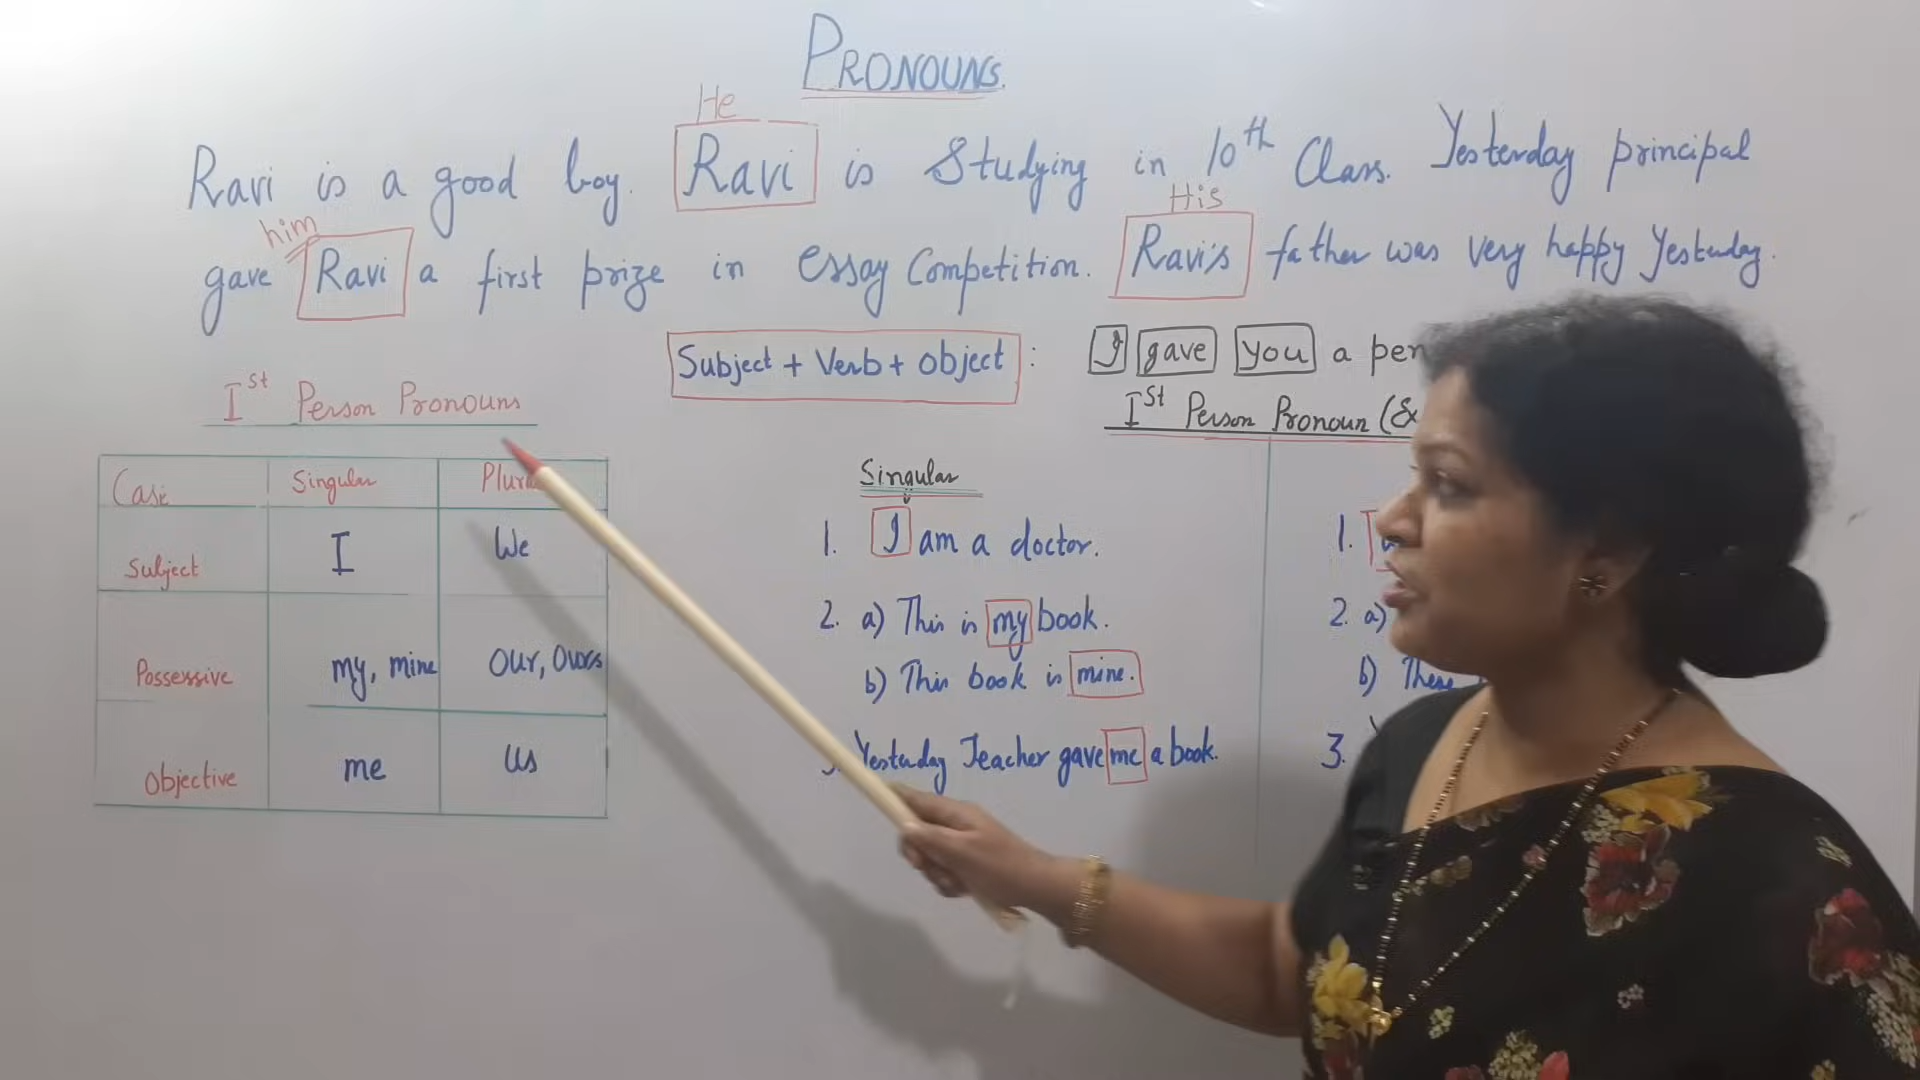 PRONOUNS.
He
Ravi is a good boy. Ravi is Studying in 10th Class. Yesterday principal
him
His
gave Ravi a first prize in essay Competition. Ravi's father was very happy Yesterday.
Subject + Verb + object : I gave you a pen
Ist Person Pronouns
Ist Person Pronoun (&
Case Singular Plural
Subject I We
Possessive my, mine Our, Ours
Objective me us
Singular
1. I am a doctor.
2. a) This is my book.
b) This book is mine.
Yesterday Teacher gave me a book.
1.
2. a)
b) These
3.